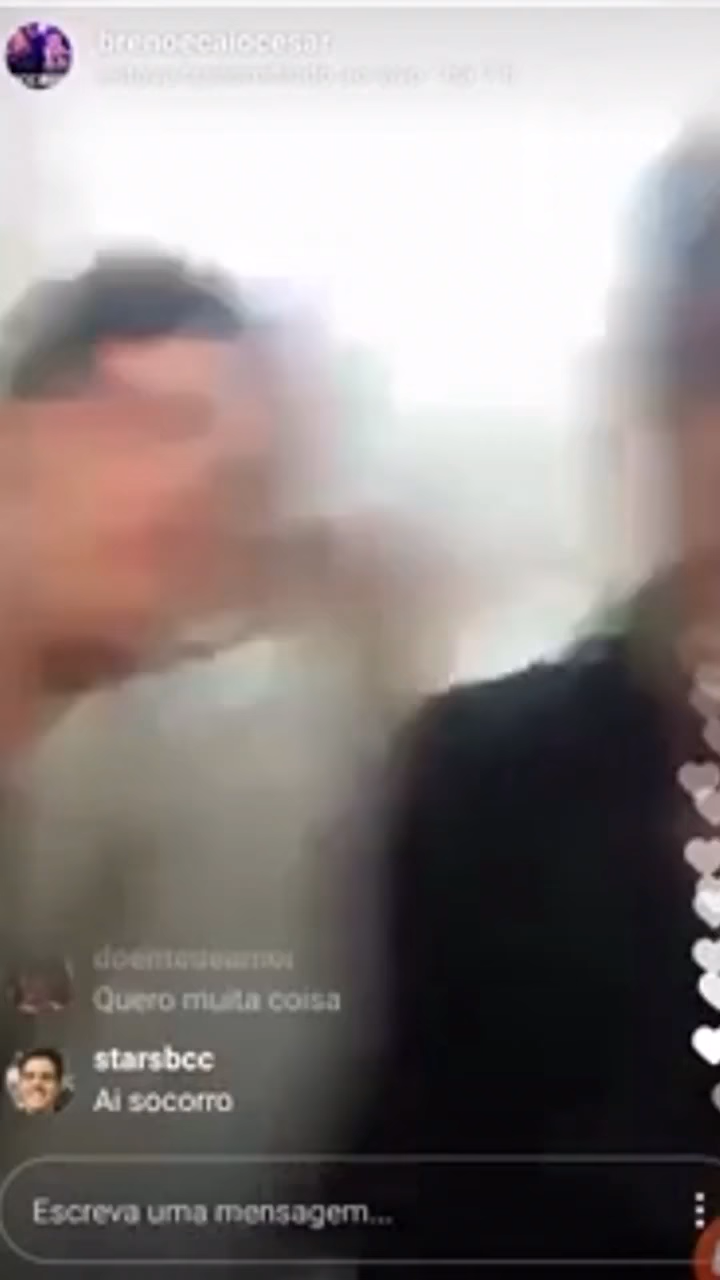 brenoecaiocesar
Quero muita coisa
starsbcc
Ai socorro
Escreva uma mensagem...